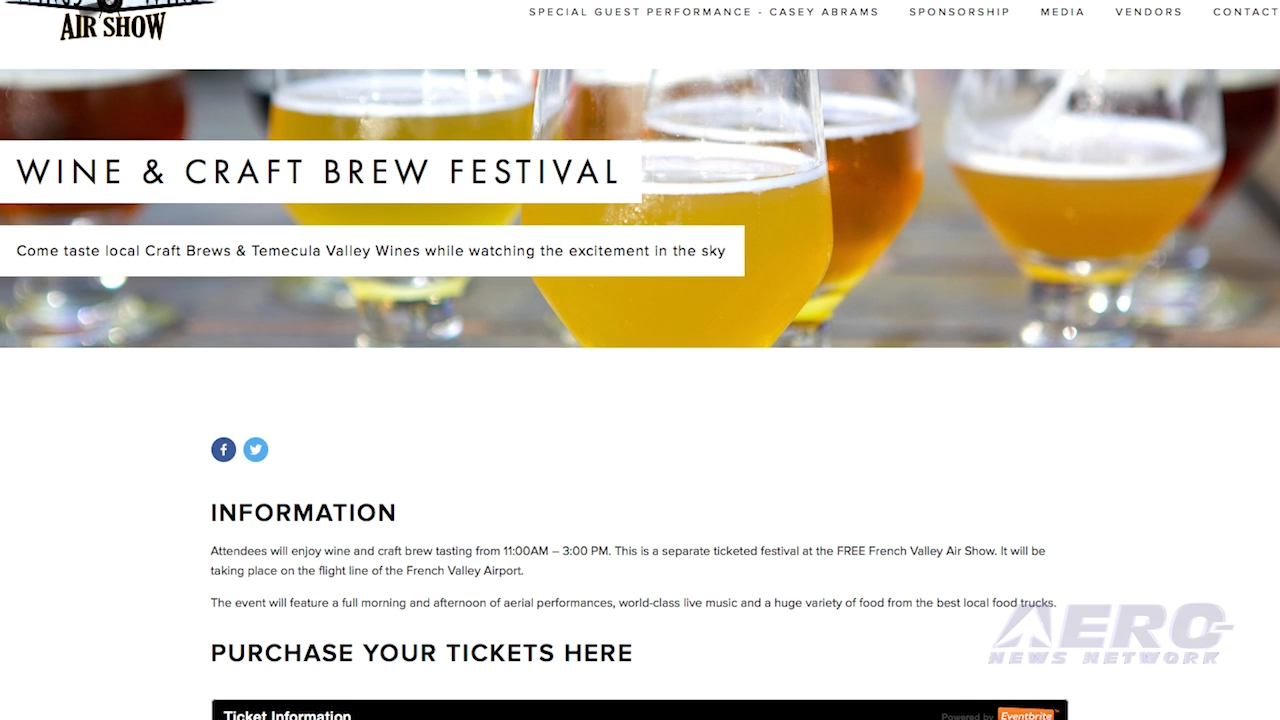 AIR SHOW
SPECIAL GUEST PERFORMANCE - CASEY ABRAMS SPONSORSHIP MEDIA VENDORS CONTACT
WINE & CRAFT BREW FESTIVAL
Come taste local Craft Brews & Temecula Valley Wines while watching the excitement in the sky
INFORMATION
Attendees will enjoy wine and craft brew tasting from 11:00AM – 3:00 PM. This is a separate ticketed festival at the FREE French Valley Air Show. It will be
taking place on the flight line of the French Valley Airport.
The event will feature a full morning and afternoon of aerial performances, world-class live music and a huge variety of food from the best local food trucks.
AERO
NEWS NETWORK
PURCHASE YOUR TICKETS HERE
Ticket Information
Powered by Eventbrite